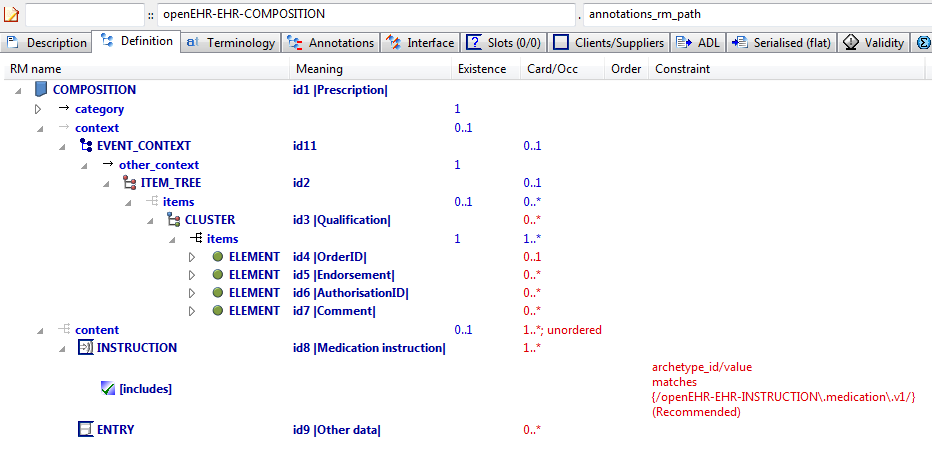 openEHR-EHR-COMPOSITION . annotations_rm_path
::
Description Definition Terminology Annotations Interface Slots (0/0) Clients/Suppliers ADL Serialised (flat) Validity
RM name Meaning Existence Card/Occ Order Constraint
COMPOSITION id1 |Prescription|
category 1
context 0..1
EVENT_CONTEXT id11 0..1
other_context 1
ITEM_TREE id2 0..1
items 0..1 0..*
CLUSTER id3 |Qualification| 0..*
items 1 1..*
ELEMENT id4 |OrderID| 0..1
ELEMENT id5 |Endorsement| 0..*
ELEMENT id6 |AuthorisationID| 0..*
ELEMENT id7 |Comment| 0..*
content 0..1 1..*; unordered
INSTRUCTION id8 |Medication instruction| 1..*
archetype_id/value
matches
[includes] {/openEHR-EHR-INSTRUCTION\.medication\.v1/}
(Recommended)
ENTRY id9 |Other data| 0..*